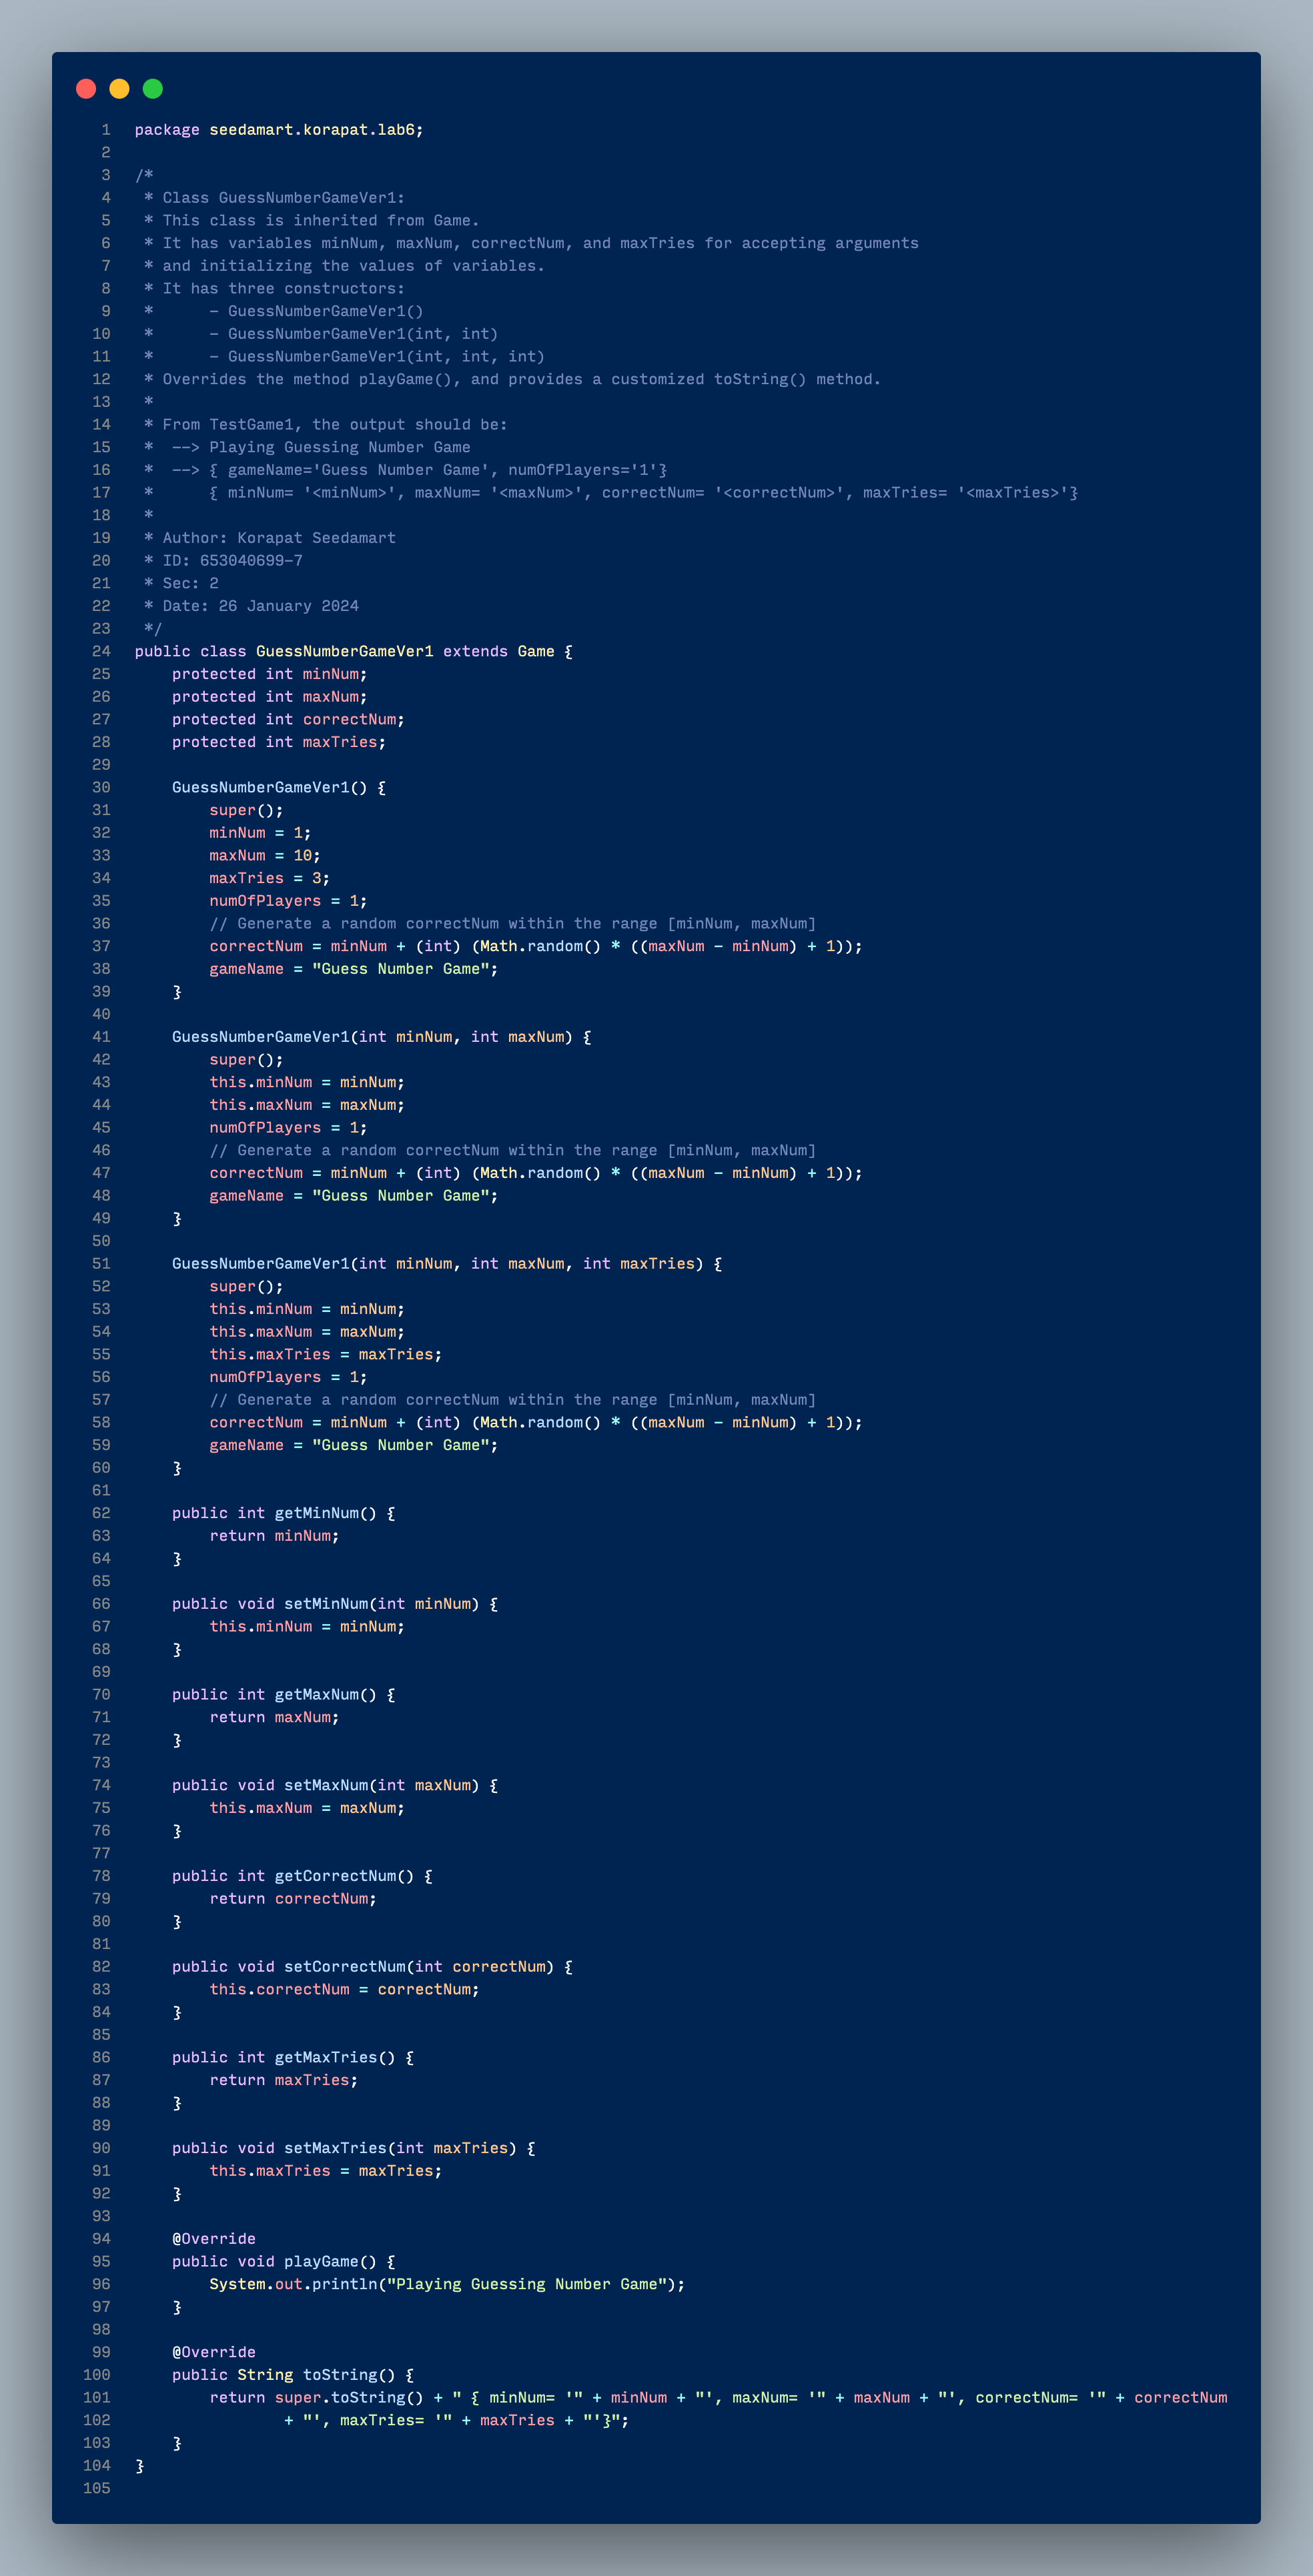 1 package seedamart.korapat.lab6;
2
3 /*
4  * Class GuessNumberGameVer1:
5  * This class is inherited from Game.
6  * It has variables minNum, maxNum, correctNum, and maxTries for accepting arguments
7  * and initializing the values of variables.
8  * It has three constructors:
9  *      - GuessNumberGameVer1()
10  *      - GuessNumberGameVer1(int, int)
11  *      - GuessNumberGameVer1(int, int, int)
12  * Overrides the method playGame(), and provides a customized toString() method.
13  *
14  * From TestGame1, the output should be:
15  *  --> Playing Guessing Number Game
16  *  --> { gameName='Guess Number Game', numOfPlayers='1'}
17  *      { minNum= '<minNum>', maxNum= '<maxNum>', correctNum= '<correctNum>', maxTries= '<maxTries>'}
18  *
19  * Author: Korapat Seedamart
20  * ID: 653040699-7
21  * Sec: 2
22  * Date: 26 January 2024
23  */
24 public class GuessNumberGameVer1 extends Game {
25     protected int minNum;
26     protected int maxNum;
27     protected int correctNum;
28     protected int maxTries;
29
30     GuessNumberGameVer1() {
31         super();
32         minNum = 1;
33         maxNum = 10;
34         maxTries = 3;
35         numOfPlayers = 1;
36         // Generate a random correctNum within the range [minNum, maxNum]
37         correctNum = minNum + (int) (Math.random() * ((maxNum - minNum) + 1));
38         gameName = "Guess Number Game";
39     }
40
41     GuessNumberGameVer1(int minNum, int maxNum) {
42         super();
43         this.minNum = minNum;
44         this.maxNum = maxNum;
45         numOfPlayers = 1;
46         // Generate a random correctNum within the range [minNum, maxNum]
47         correctNum = minNum + (int) (Math.random() * ((maxNum - minNum) + 1));
48         gameName = "Guess Number Game";
49     }
50
51     GuessNumberGameVer1(int minNum, int maxNum, int maxTries) {
52         super();
53         this.minNum = minNum;
54         this.maxNum = maxNum;
55         this.maxTries = maxTries;
56         numOfPlayers = 1;
57         // Generate a random correctNum within the range [minNum, maxNum]
58         correctNum = minNum + (int) (Math.random() * ((maxNum - minNum) + 1));
59         gameName = "Guess Number Game";
60     }
61
62     public int getMinNum() {
63         return minNum;
64     }
65
66     public void setMinNum(int minNum) {
67         this.minNum = minNum;
68     }
69
70     public int getMaxNum() {
71         return maxNum;
72     }
73
74     public void setMaxNum(int maxNum) {
75         this.maxNum = maxNum;
76     }
77
78     public int getCorrectNum() {
79         return correctNum;
80     }
81
82     public void setCorrectNum(int correctNum) {
83         this.correctNum = correctNum;
84     }
85
86     public int getMaxTries() {
87         return maxTries;
88     }
89
90     public void setMaxTries(int maxTries) {
91         this.maxTries = maxTries;
92     }
93
94     @Override
95     public void playGame() {
96         System.out.println("Playing Guessing Number Game");
97     }
98
99     @Override
100     public String toString() {
101         return super.toString() + " { minNum= '" + minNum + "', maxNum= '" + maxNum + "', correctNum= '" + correctNum
102                 + "', maxTries= '" + maxTries + "'}";
103     }
104 }
105